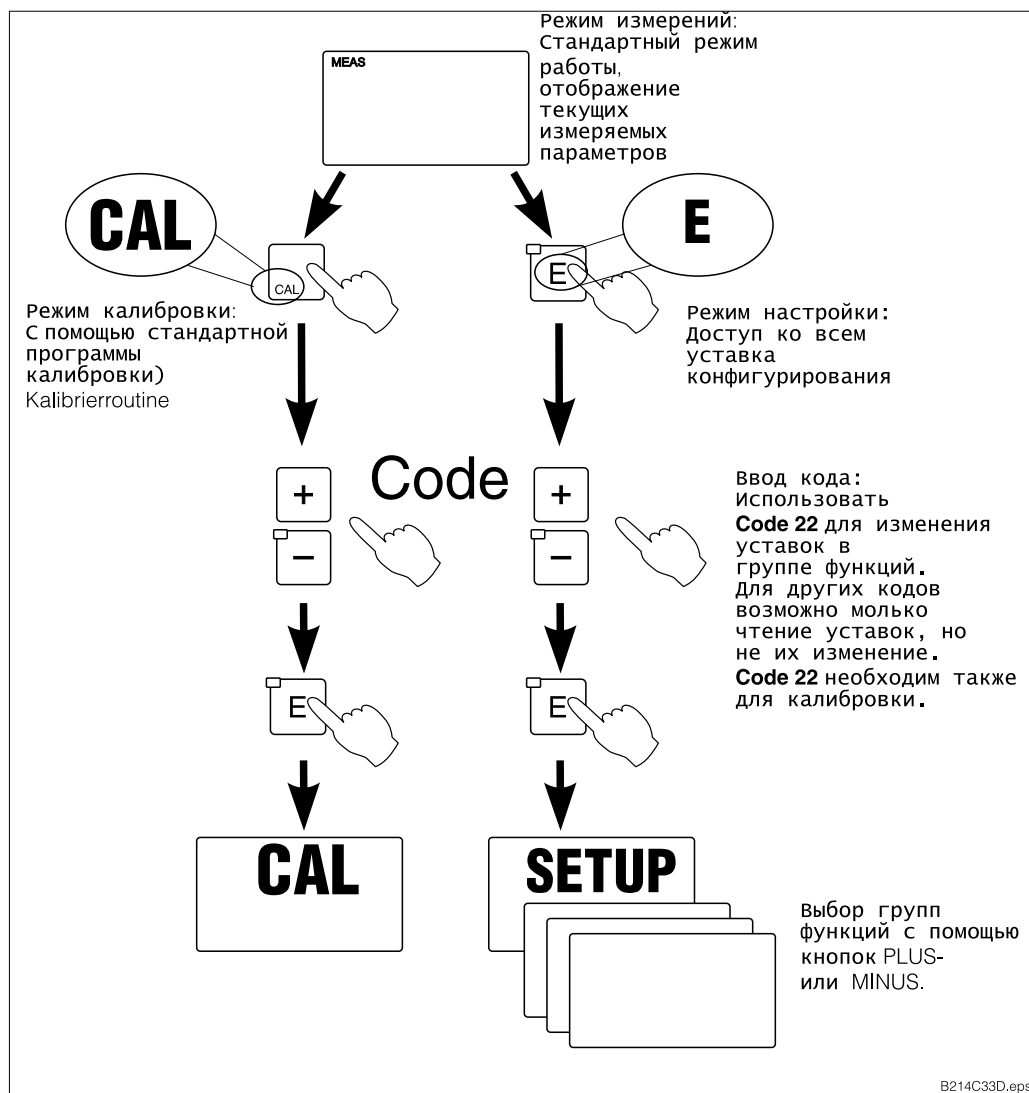 Режим измерений:
Стандартный режим
работы,
отображение
текущих
измеряемых
параметров
MEAS
CAL
CAL
E
E
Режим калибровки:
С помощью стандартной
программы
калибровки)
Kalibrierroutine
Режим настройки:
Доступ ко всем
уставка
конфигурирования
+
–
Code
+
–
Ввод кода:
Использовать
Code 22 для изменения
уставок в
группе функций.
Для других кодов
возможно молько
чтение уставок, но
не их изменение.
Code 22 необходим также
для калибровки.
E
E
CAL
SETUP
Выбор групп
функций с помощью
кнопок PLUS-
или MINUS.
B214C33D.eps